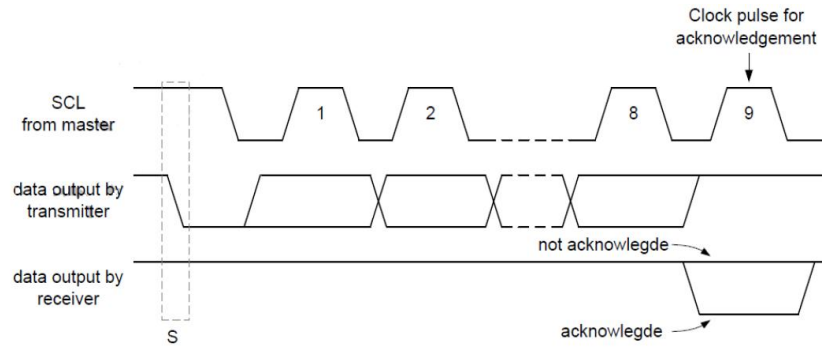 Clock pulse for
acknowledgement
SCL
from master
1
2
8
9
data output by
transmitter
not acknowlegde
data output by
receiver
acknowlegde
S